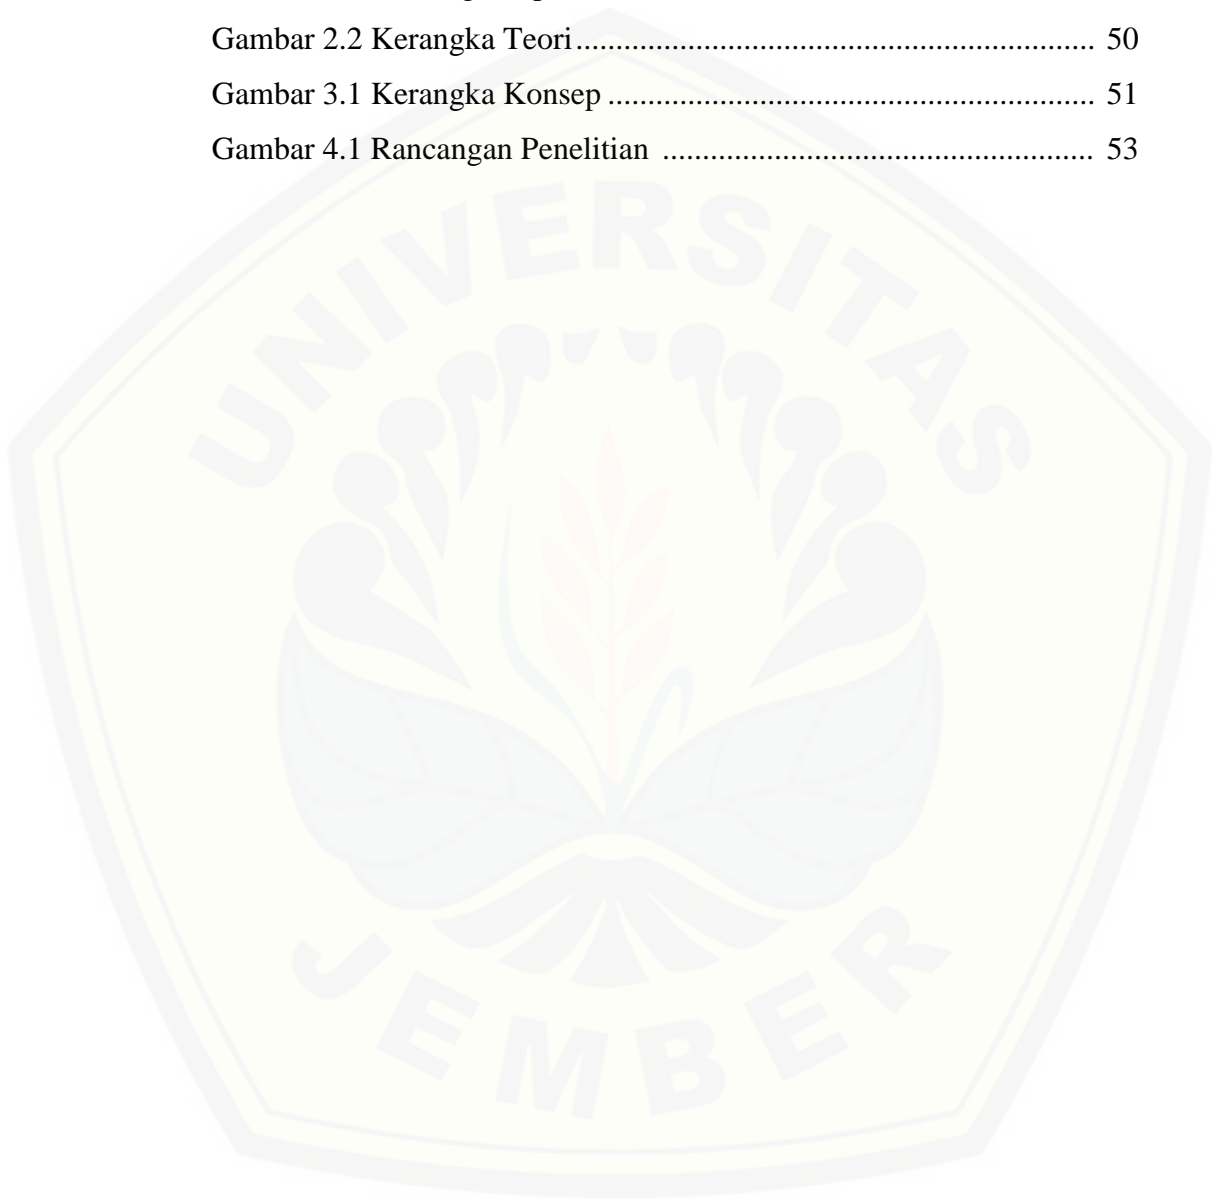 Gambar 2.2 Kerangka Teori................................................................ 50
Gambar 3.1 Kerangka Konsep ............................................................ 51
Gambar 4.1 Rancangan Penelitian ..................................................... 53
UNIVERSITAS
JEMBER